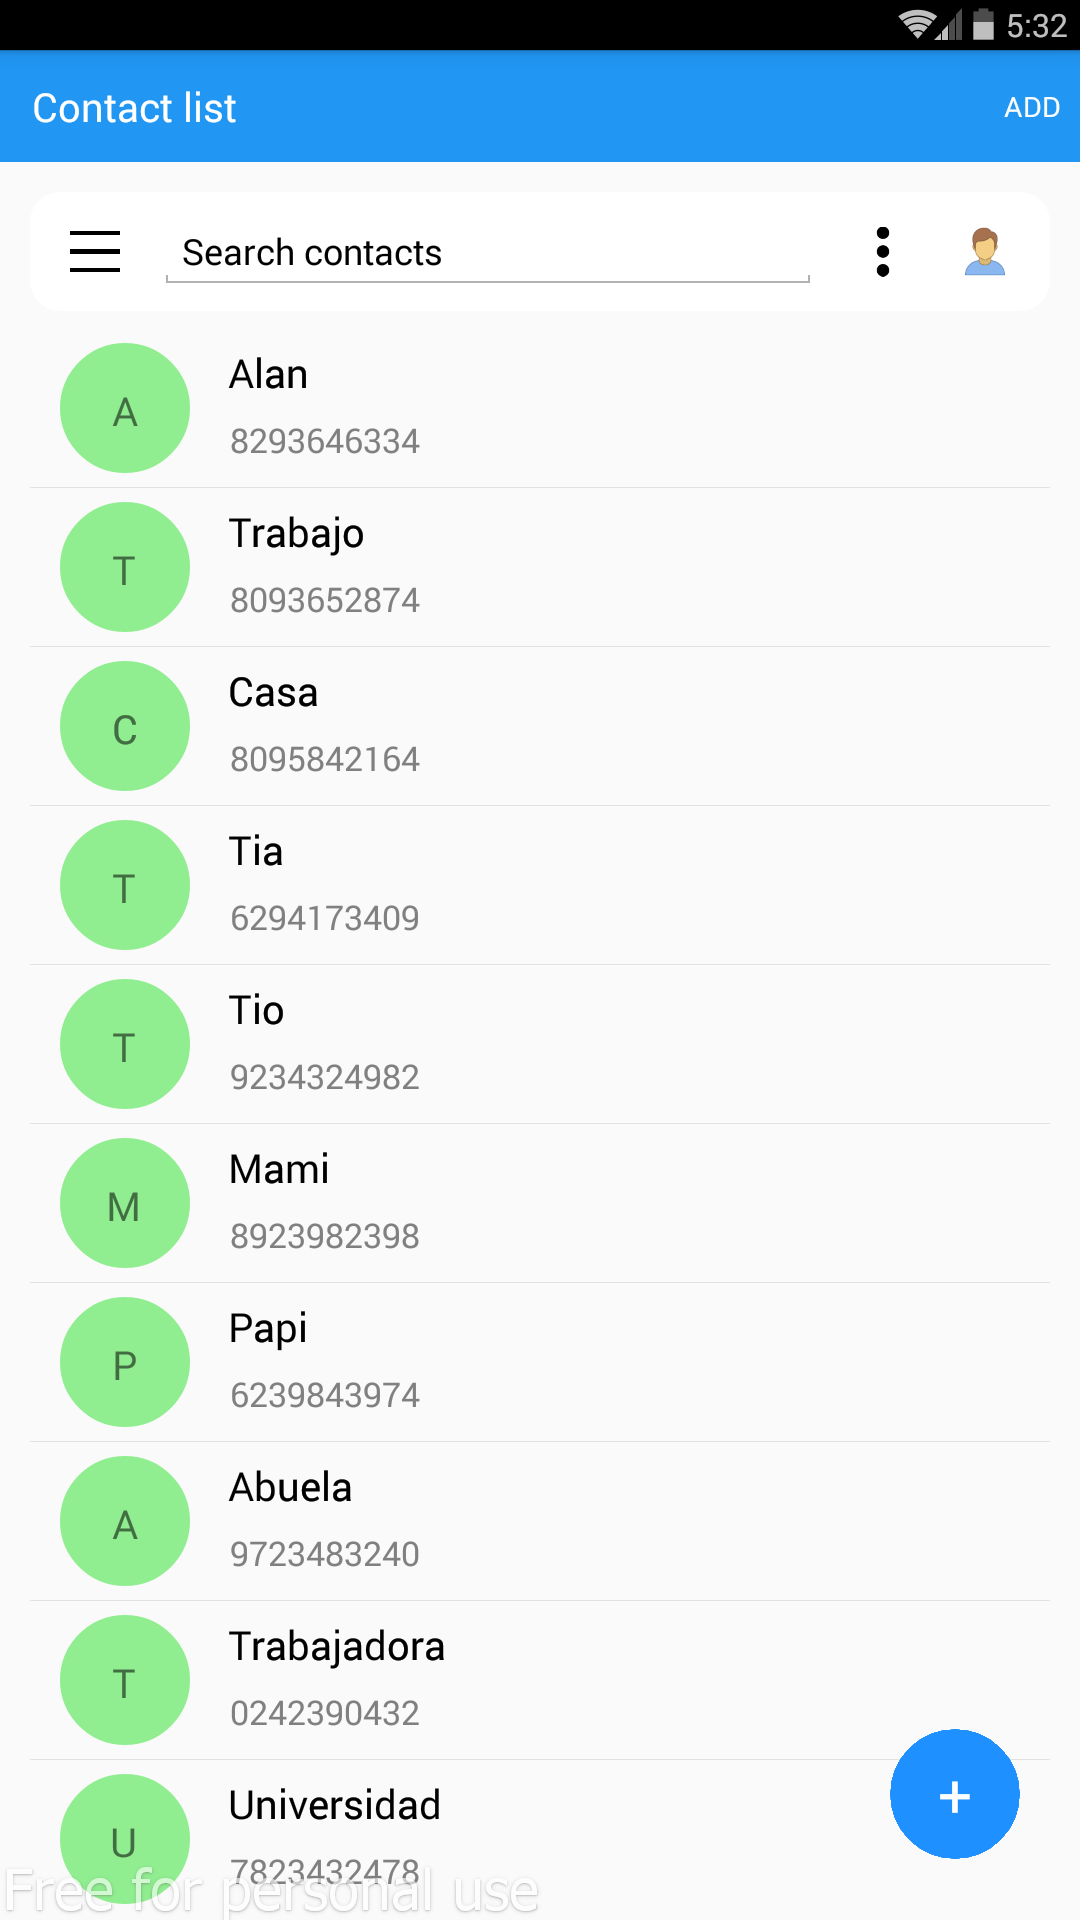 5:32
Contact list ADD
Search contacts
A Alan
8293646334
T Trabajo
8093652874
C Casa
8095842164
T Tia
6294173409
T Tio
9234324982
M Mami
8923982398
P Papi
6239843974
A Abuela
9723483240
T Trabajadora
0242390432
+
U Universidad
7823432478
Free for personal use